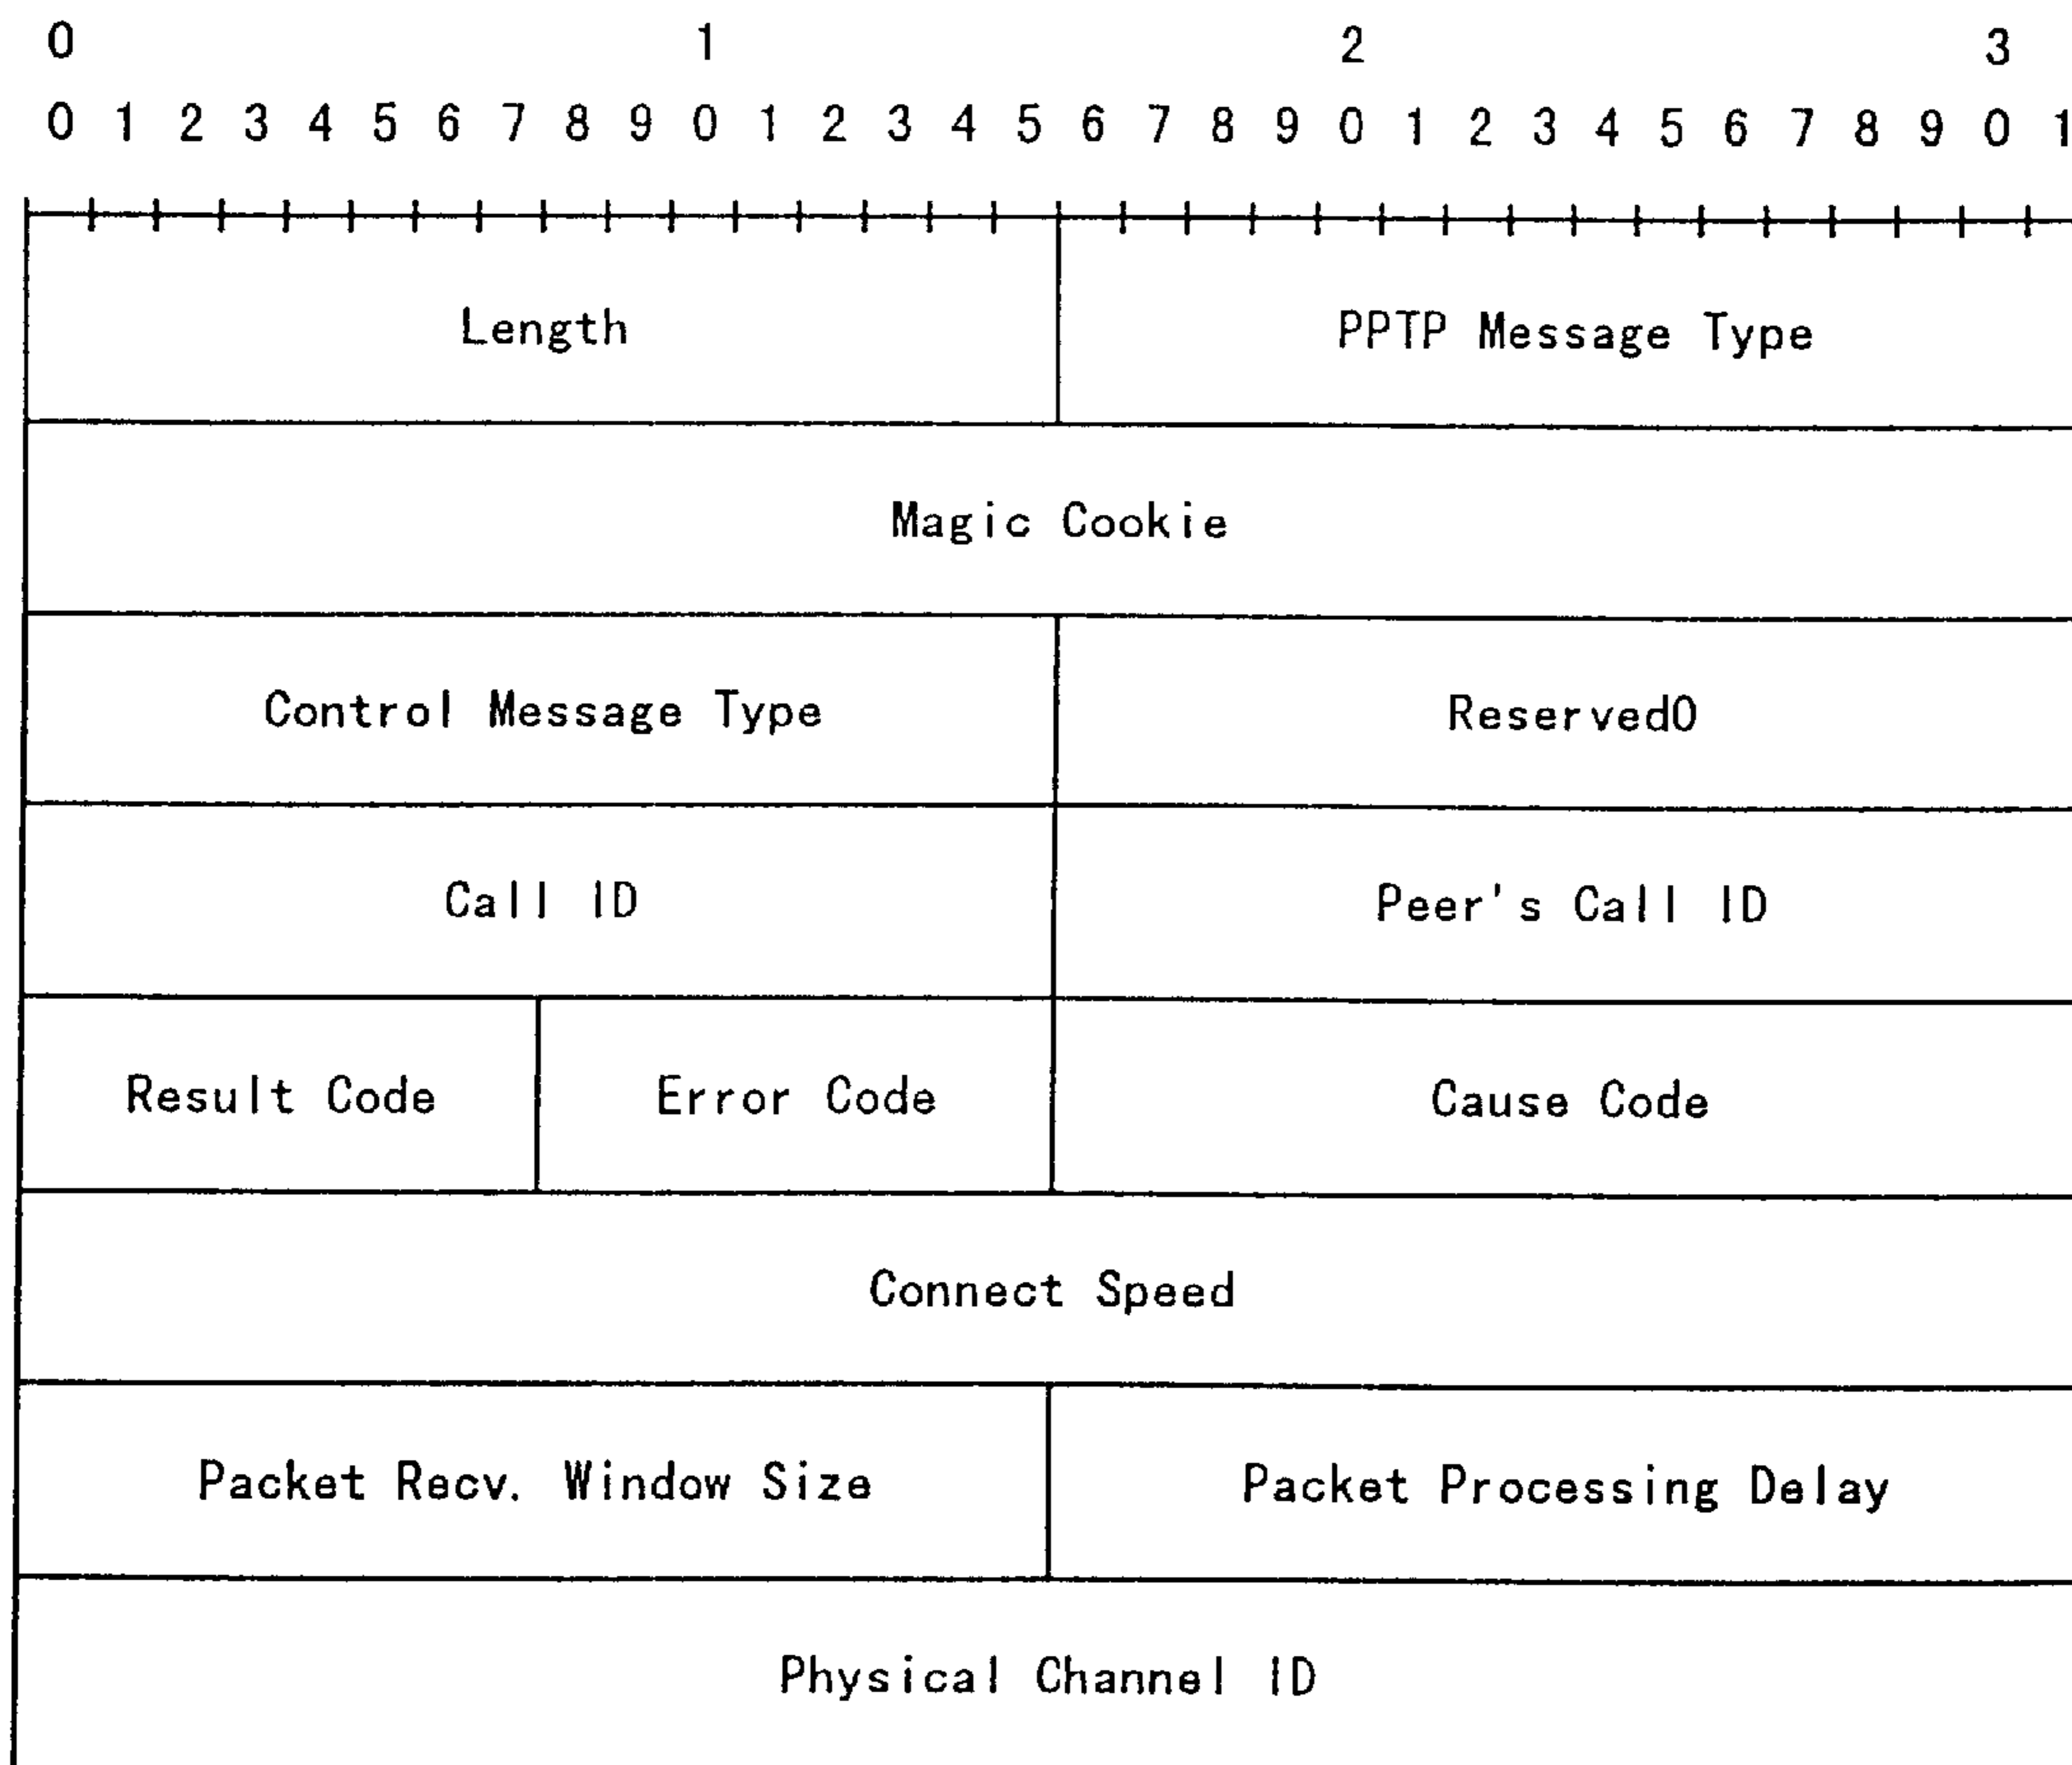 0 1 2 3
0 1 2 3 4 5 6 7 8 9 0 1 2 3 4 5 6 7 8 9 0 1 2 3 4 5 6 7 8 9 0 1
Length PPTP Message Type
Magic Cookie
Control Message Type Reserved0
Call ID Peer's Call ID
Result Code Error Code Cause Code
Connect Speed
Packet Recv. Window Size Packet Processing Delay
Physical Channel ID